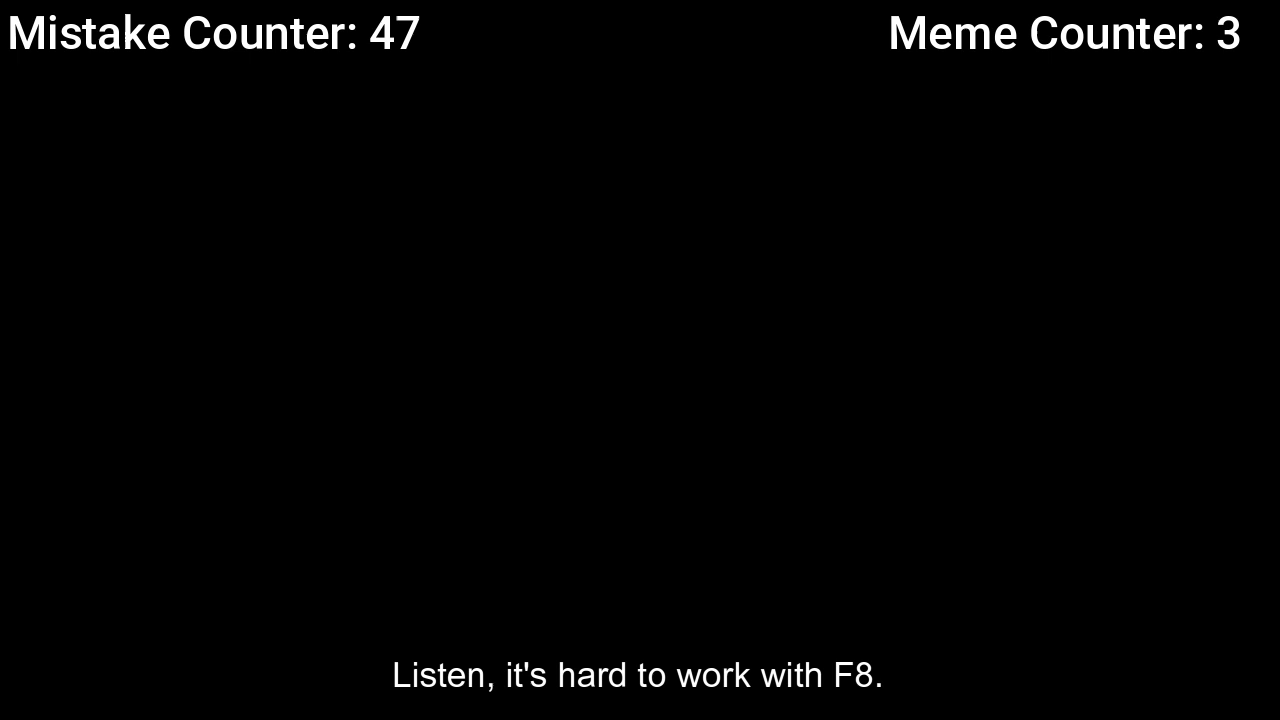 Mistake Counter: 47
Meme Counter: 3
Listen, it's hard to work with F8.